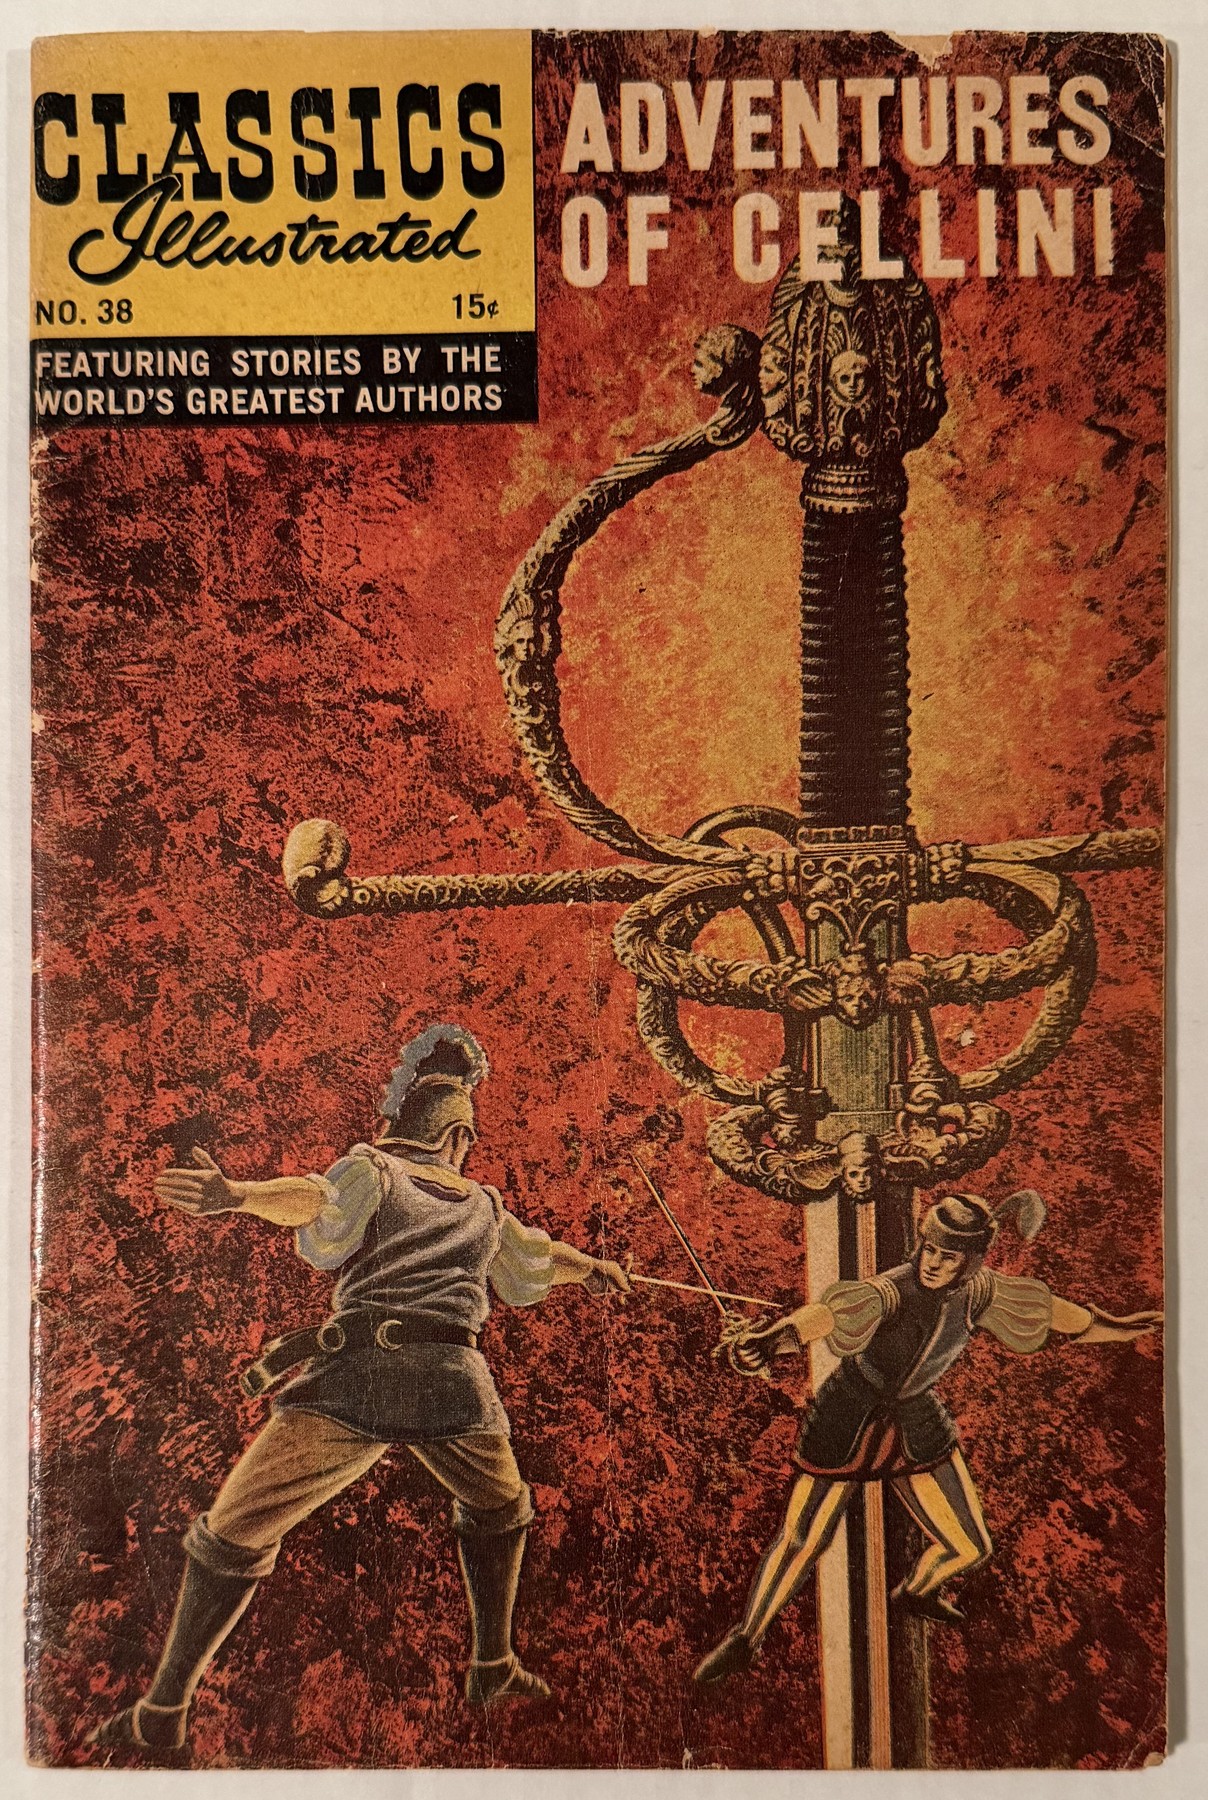 CLASSICS
Illustrated
NO. 38 15¢
FEATURING STORIES BY THE
WORLD'S GREATEST AUTHORS
ADVENTURES
OF CELLINI